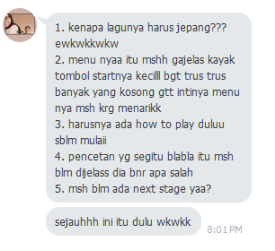 1. kenapa lagunya harus jepang???
ewkwkkwkw
2. menu nyaa itu mshh gajelas kayak
tombol startnya kecilll bgt trus trus
banyak yang kosong gtt intinya menu
nya msh krg menarikk
3. harusnya ada how to play duluu
sblm mulaii
4. pencetan yg segitu blabla itu msh
blm dijelass dia bnr apa salah
5. msh blm ada next stage yaa?
sejauhhh ini itu dulu wkwkk
8:01 PM